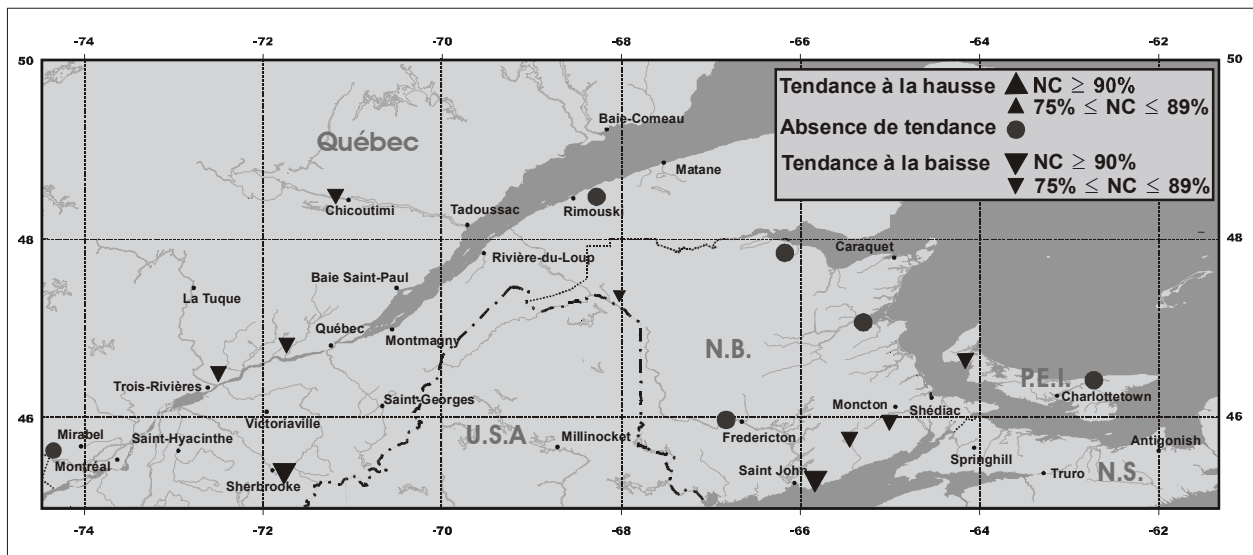 -74 -72 -70 -68 -66 -64 -62
50 50
Tendance à la hausse NC ≥ 90%
75% ≤ NC ≤ 89%
Absence de tendance
Tendance à la baisse NC ≥ 90%
75% ≤ NC ≤ 89%
Baie-Comeau
Québec
Matane
Chicoutimi
Tadoussac
Rimouski
48 48
Caraquet
Rivière-du-Loup
Baie Saint-Paul
La Tuque
Québec
Montmagny
N.B.
Trois-Rivières
P.E.I.
Saint-Georges
Charlottetown
46 46
Victoriaville
Moncton
Shédiac
Mirabel
Saint-Hyacinthe
U.S.A
Millinocket
Fredericton
Antigonish
Montréal
Springhill
Sherbrooke
Saint John
Truro
N.S.
-74 -72 -70 -68 -66 -64 -62